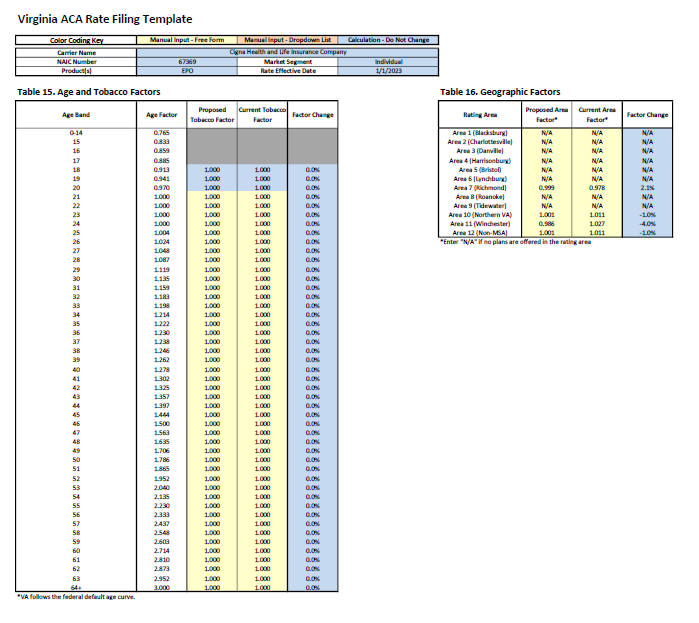 Virginia ACA Rate Filing Template
Color Coding Key Manual Input - Free Form Manual Input - Dropdown List Calculation - Do Not Change
Carrier Name Cigna Health and Life Insurance Company
NAIC Number 67369 Market Segment Individual
Product(s) EPO Rate Effective Date 1/1/2023
Table 15. Age and Tobacco Factors
Age Band Age Factor Proposed Tobacco Factor Current Tobacco Factor Factor Change
0-14 0.765
15 0.833
16 0.859
17 0.885
18 0.913 1.000 1.000 0.0%
19 0.941 1.000 1.000 0.0%
20 0.970 1.000 1.000 0.0%
21 1.000 1.000 1.000 0.0%
22 1.000 1.000 1.000 0.0%
23 1.000 1.000 1.000 0.0%
24 1.000 1.000 1.000 0.0%
25 1.004 1.000 1.000 0.0%
26 1.024 1.000 1.000 0.0%
27 1.048 1.000 1.000 0.0%
28 1.087 1.000 1.000 0.0%
29 1.119 1.000 1.000 0.0%
30 1.135 1.000 1.000 0.0%
31 1.159 1.000 1.000 0.0%
32 1.183 1.000 1.000 0.0%
33 1.198 1.000 1.000 0.0%
34 1.214 1.000 1.000 0.0%
35 1.222 1.000 1.000 0.0%
36 1.230 1.000 1.000 0.0%
37 1.238 1.000 1.000 0.0%
38 1.246 1.000 1.000 0.0%
39 1.262 1.000 1.000 0.0%
40 1.278 1.000 1.000 0.0%
41 1.302 1.000 1.000 0.0%
42 1.325 1.000 1.000 0.0%
43 1.357 1.000 1.000 0.0%
44 1.397 1.000 1.000 0.0%
45 1.444 1.000 1.000 0.0%
46 1.500 1.000 1.000 0.0%
47 1.563 1.000 1.000 0.0%
48 1.635 1.000 1.000 0.0%
49 1.706 1.000 1.000 0.0%
50 1.786 1.000 1.000 0.0%
51 1.865 1.000 1.000 0.0%
52 1.952 1.000 1.000 0.0%
53 2.040 1.000 1.000 0.0%
54 2.135 1.000 1.000 0.0%
55 2.230 1.000 1.000 0.0%
56 2.333 1.000 1.000 0.0%
57 2.437 1.000 1.000 0.0%
58 2.548 1.000 1.000 0.0%
59 2.603 1.000 1.000 0.0%
60 2.714 1.000 1.000 0.0%
61 2.810 1.000 1.000 0.0%
62 2.873 1.000 1.000 0.0%
63 2.952 1.000 1.000 0.0%
64+ 3.000 1.000 1.000 0.0%
*VA follows the federal default age curve.
Table 16. Geographic Factors
Rating Area Proposed Area Factor* Current Area Factor* Factor Change
Area 1 (Blacksburg) N/A N/A N/A
Area 2 (Charlottesville) N/A N/A N/A
Area 3 (Danville) N/A N/A N/A
Area 4 (Harrisonburg) N/A N/A N/A
Area 5 (Bristol) N/A N/A N/A
Area 6 (Lynchburg) N/A N/A N/A
Area 7 (Richmond) 0.999 0.978 2.1%
Area 8 (Roanoke) N/A N/A N/A
Area 9 (Tidewater) N/A N/A N/A
Area 10 (Northern VA) 1.001 1.011 -1.0%
Area 11 (Winchester) 0.986 1.027 -4.0%
Area 12 (Non-MSA) 1.001 1.011 -1.0%
*Enter "N/A" if no plans are offered in the rating area